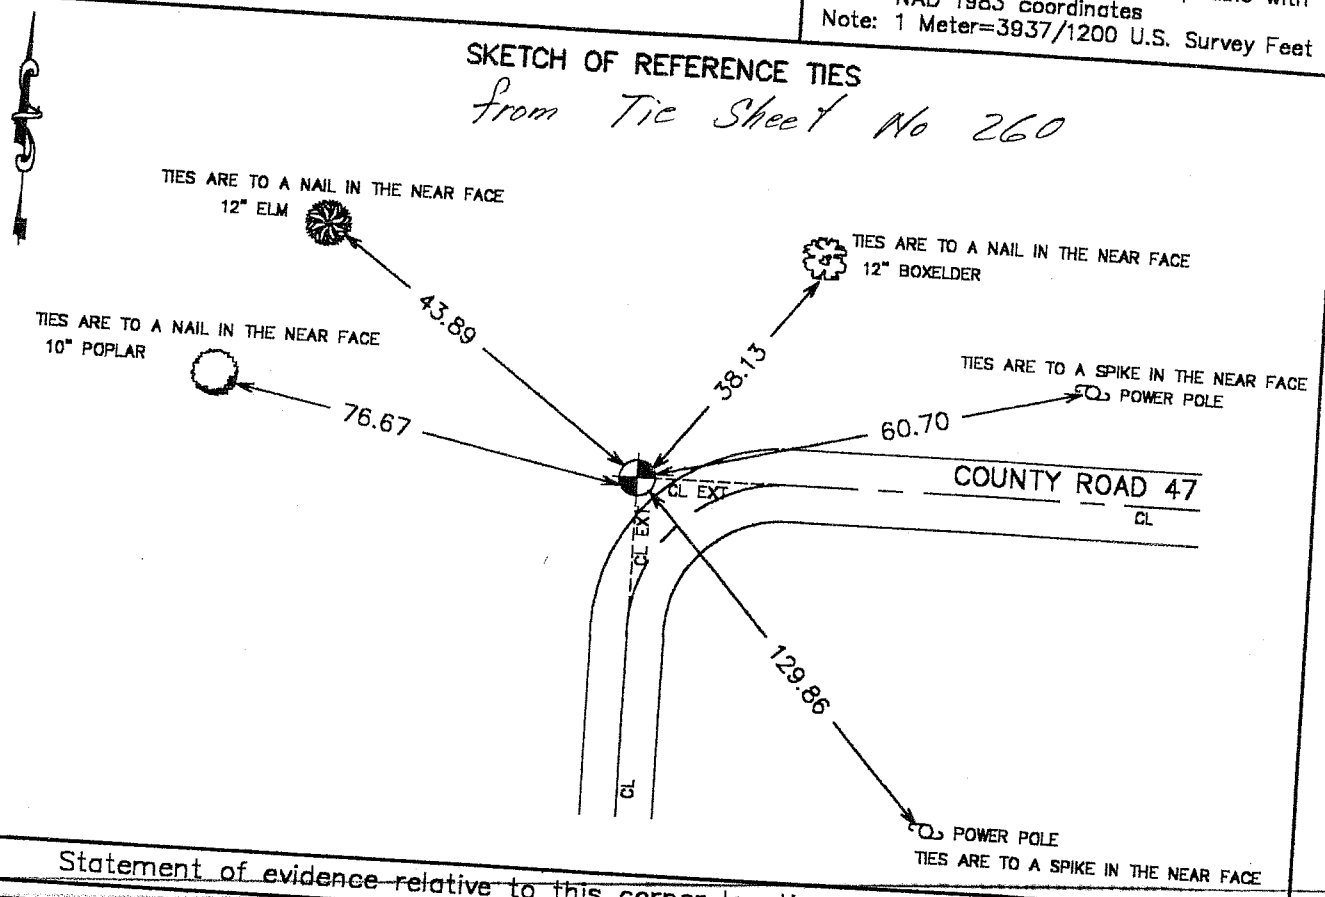 NAD 1983 coordinates with
Note: 1 Meter=3937/1200 U.S. Survey Feet
SKETCH OF REFERENCE TIES
from Tie Sheet No 260
TIES ARE TO A NAIL IN THE NEAR FACE
12" ELM
TIES ARE TO A NAIL IN THE NEAR FACE
12" BOXELDER
43.89
TIES ARE TO A NAIL IN THE NEAR FACE
10" POPLAR
38.13
TIES ARE TO A SPIKE IN THE NEAR FACE
POWER POLE
76.67
60.70
COUNTY ROAD 47
CL EXT
CL
CL EXT
129.86
CL
POWER POLE
TIES ARE TO A SPIKE IN THE NEAR FACE
Statement of evidence relative to this corner